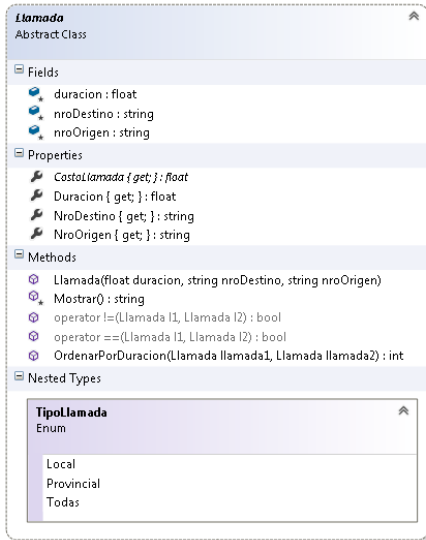 Llamada
Abstract Class
Fields
duracion : float
nroDestino : string
nroOrigen : string
Properties
CostoLlamada { get; } : float
Duracion { get; } : float
NroDestino { get; } : string
NroOrigen { get; } : string
Methods
Llamada(float duracion, string nroDestino, string nroOrigen)
Mostrar() : string
operator !=(Llamada l1, Llamada l2) : bool
operator ==(Llamada l1, Llamada l2) : bool
OrdenarPorDuracion(Llamada llamada1, Llamada llamada2) : int
Nested Types
TipoLlamada
Enum
Local
Provincial
Todas